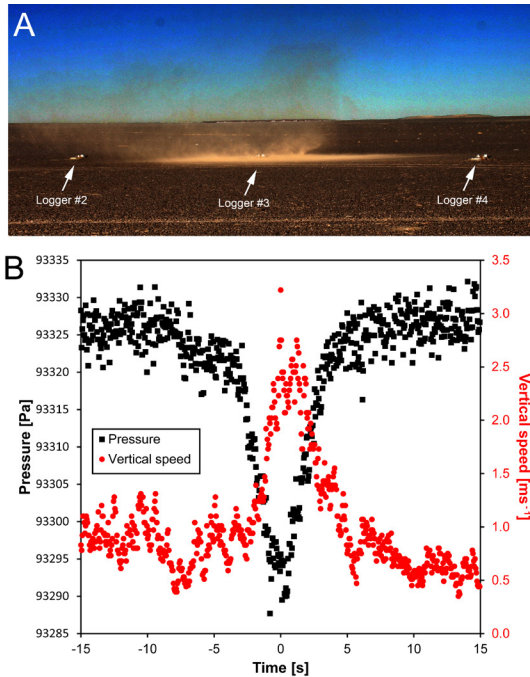 A
Logger #2
Logger #3
Logger #4
B
Pressure [Pa]
93335
93330
93325
93320
93315
93310
93305
93300
93295
93290
93285
Pressure
Vertical speed
3.5
3.0
2.5
2.0
1.5
1.0
0.5
0.0
Vertical speed [ms⁻¹]
-15
-10
-5
0
5
10
15
Time [s]